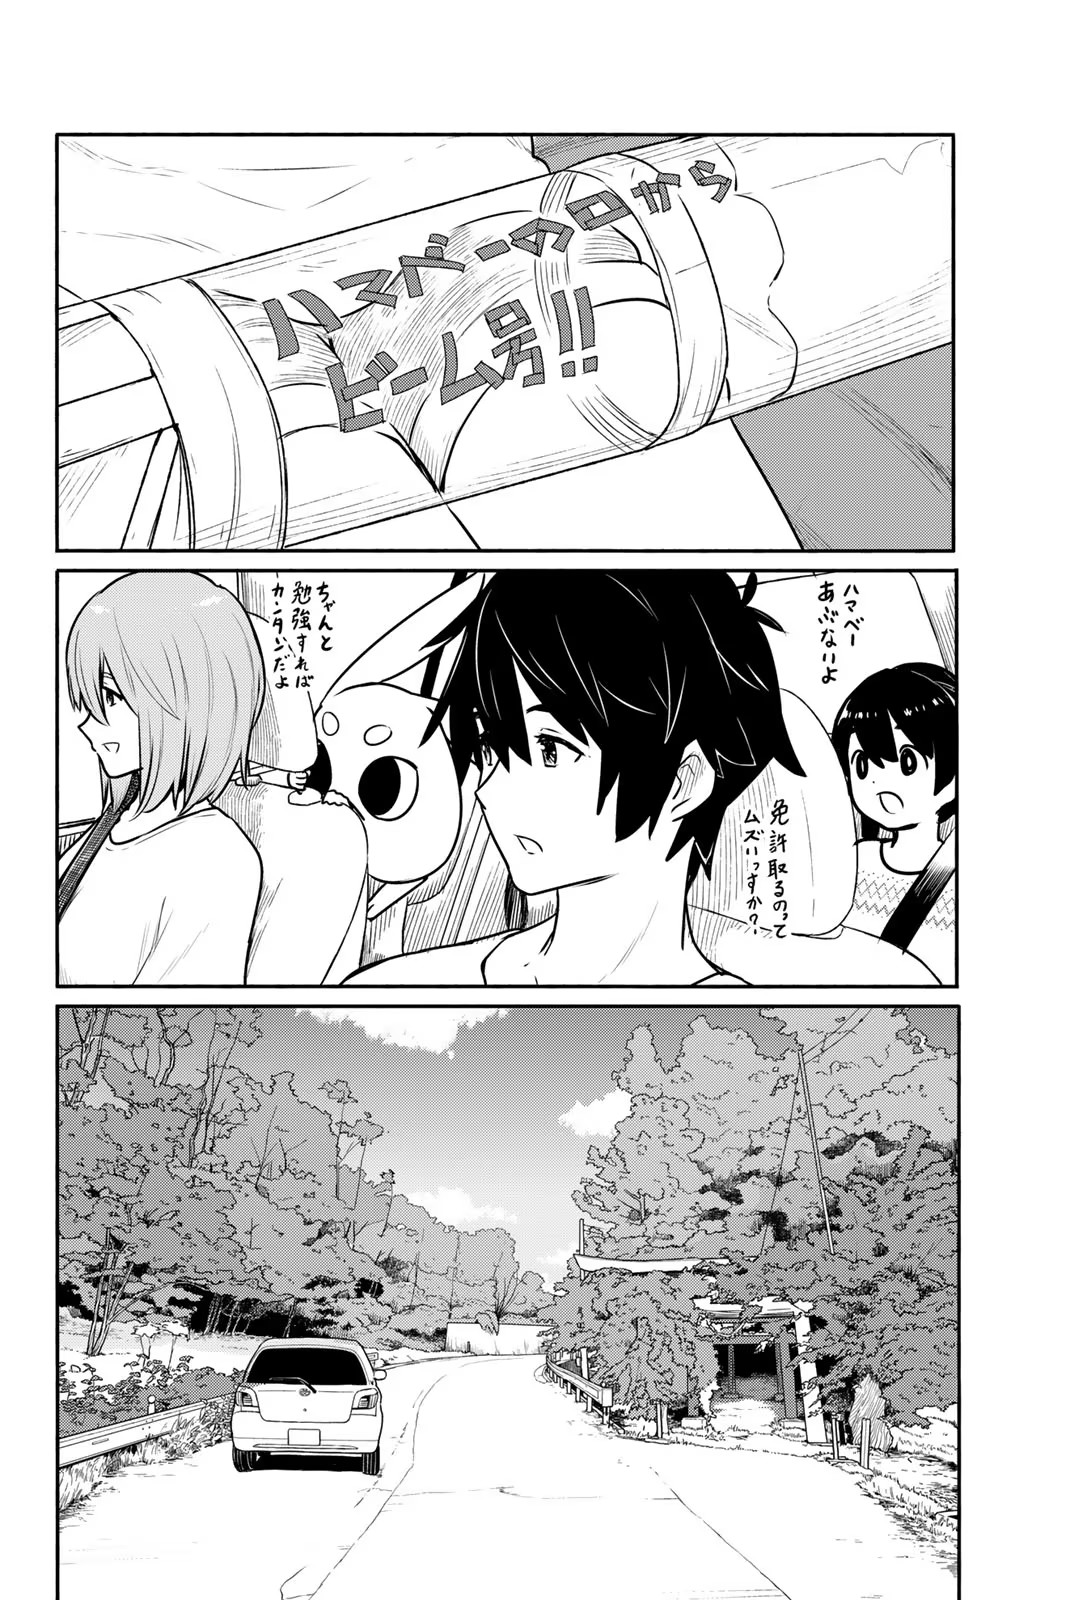 ハマベーの目から
ビーム号!!
ハマベー
あぶないよ
免許取るのって
ムズいっすか?
ちゃんと
勉強すれば
カンタンだよ